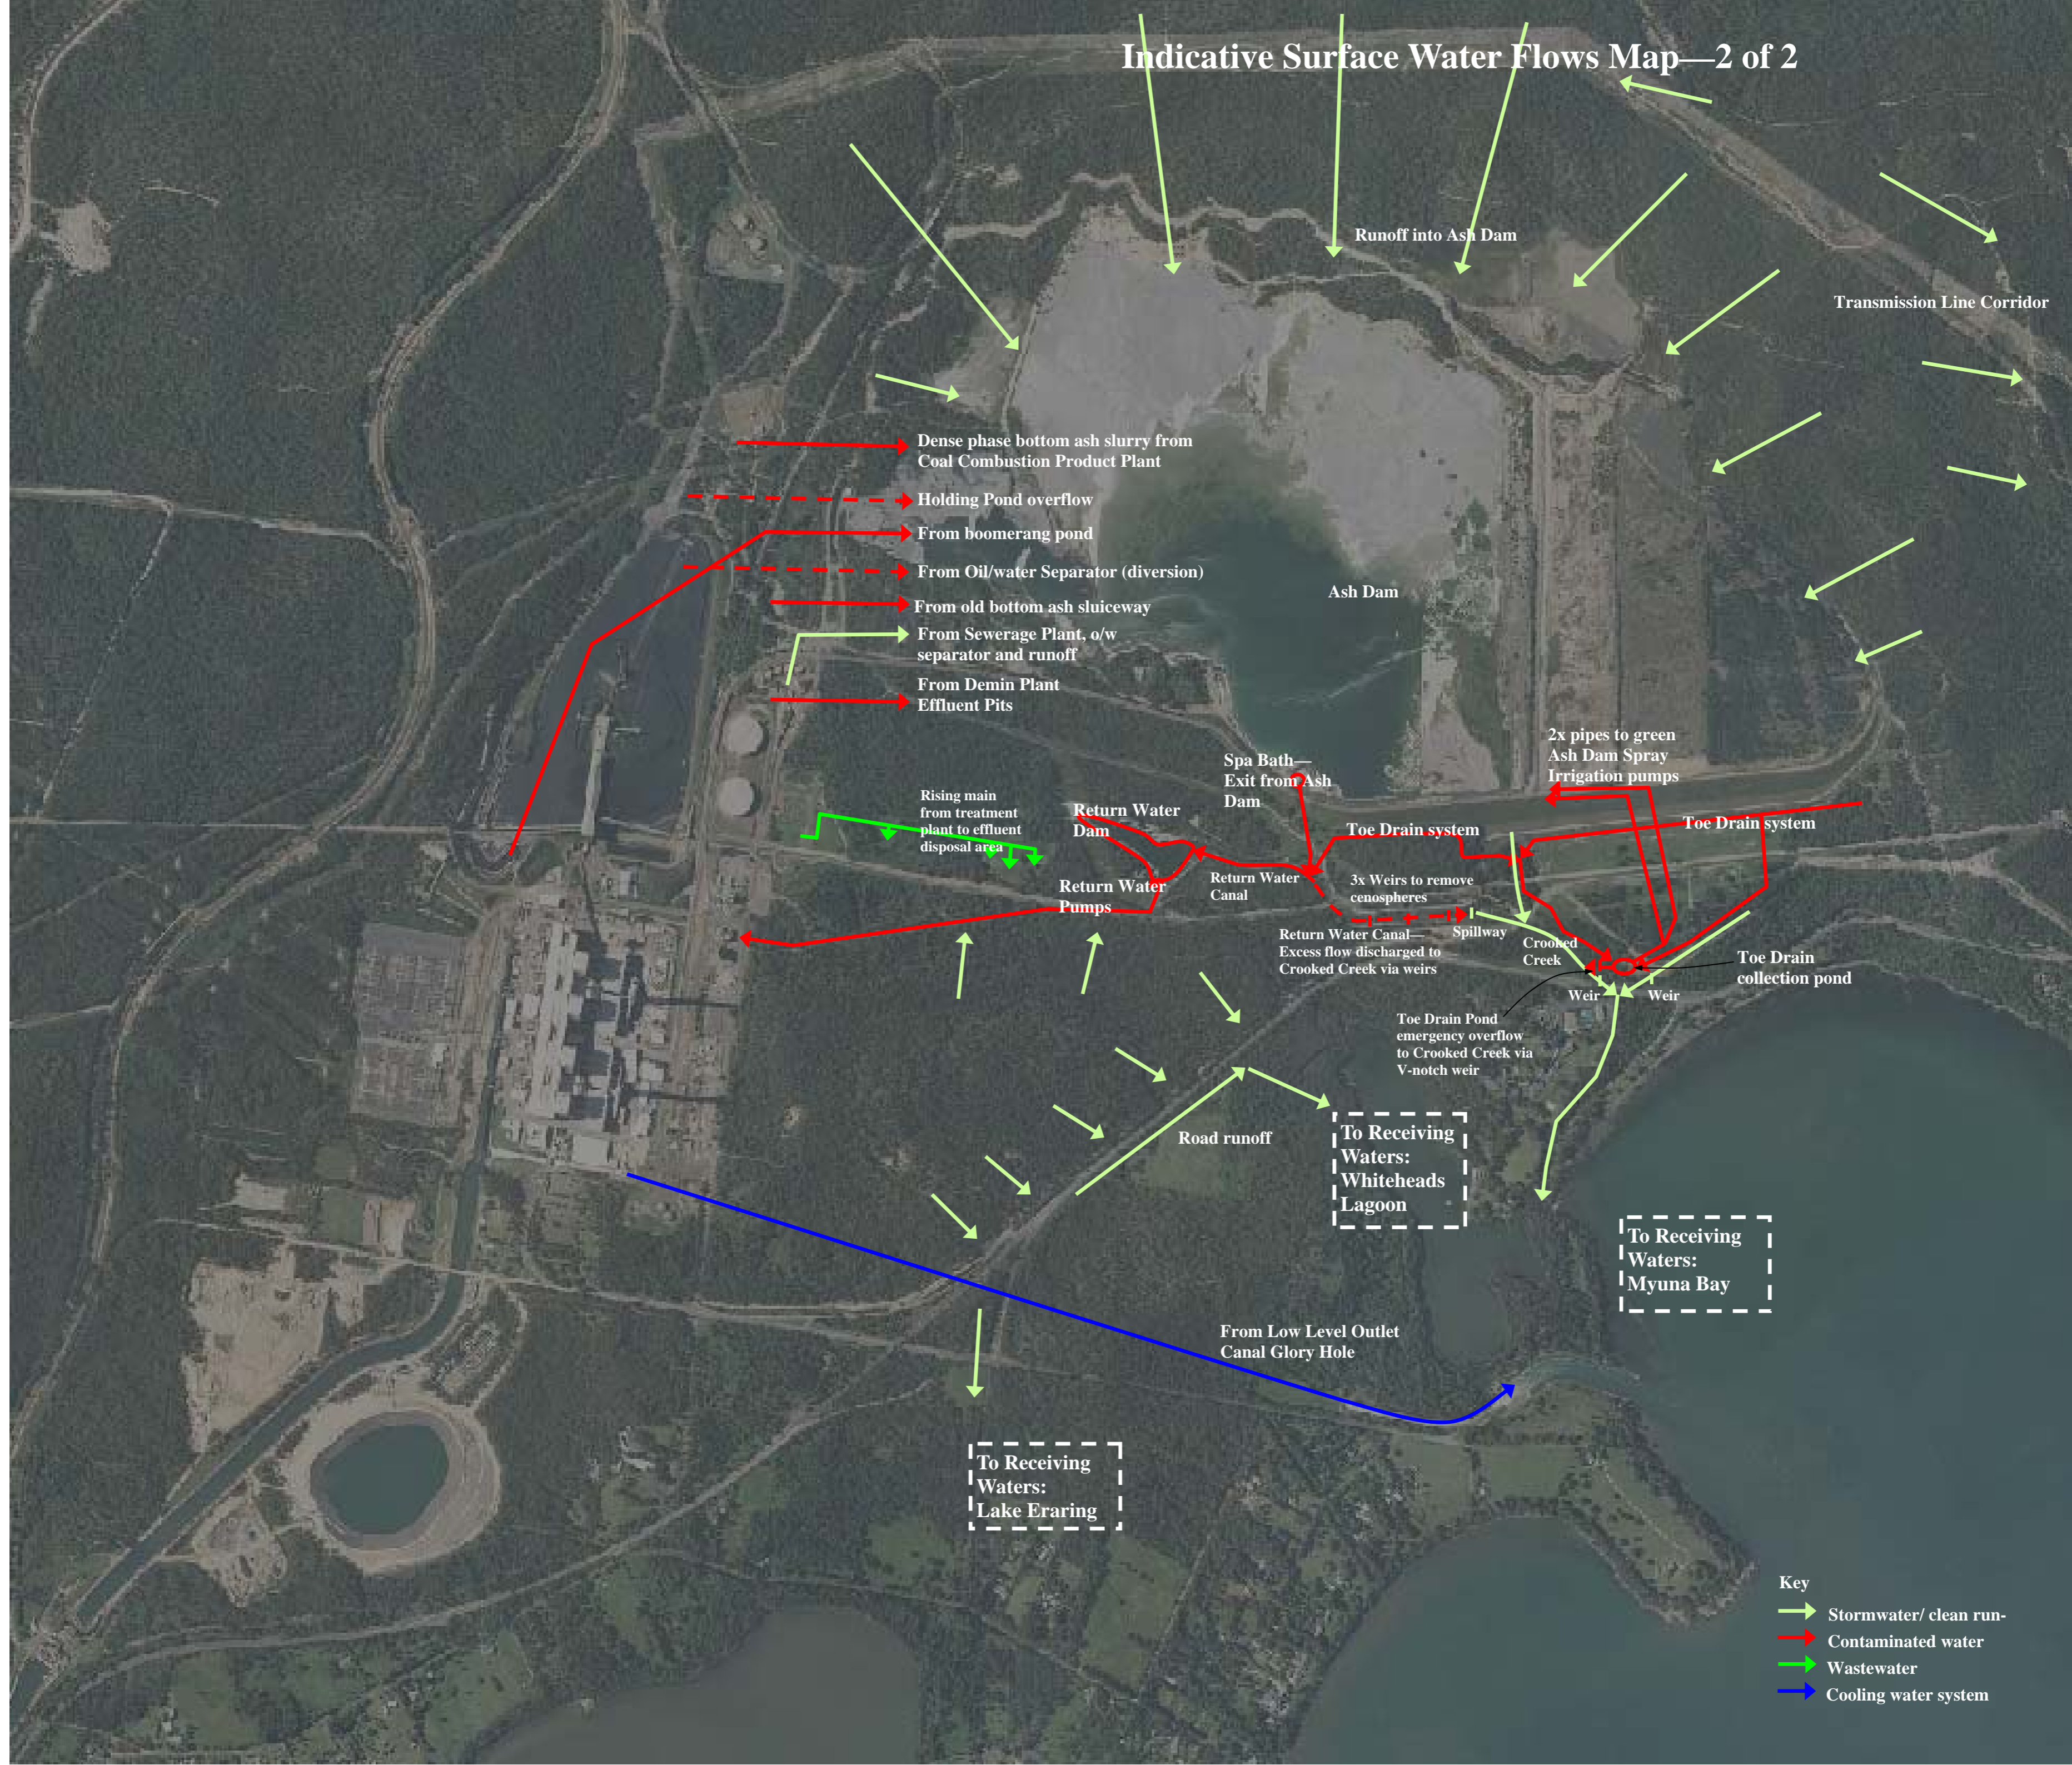 Indicative Surface Water Flows Map—2 of 2
Runoff into Ash Dam
Transmission Line Corridor
Dense phase bottom ash slurry from
Coal Combustion Product Plant
Holding Pond overflow
From boomerang pond
From Oil/water Separator (diversion)
From old bottom ash sluiceway
From Sewerage Plant, o/w
separator and runoff
From Demin Plant
Effluent Pits
Ash Dam
2x pipes to green
Ash Dam Spray
Irrigation pumps
Spa Bath—
Exit from Ash
Dam
Rising main
from treatment
plant to effluent
disposal area
Return Water
Dam
Toe Drain system
Toe Drain system
Return Water
Pumps
Return Water
Canal
3x Weirs to remove
cenospheres
Return Water Canal—
Excess flow discharged to
Crooked Creek via weirs
Spillway
Crooked
Creek
Toe Drain
collection pond
Weir
Weir
Toe Drain Pond
emergency overflow
to Crooked Creek via
V-notch weir
Road runoff
To Receiving
Waters:
Whiteheads
Lagoon
To Receiving
Waters:
Myuna Bay
From Low Level Outlet
Canal Glory Hole
To Receiving
Waters:
Lake Eraring
Key
Stormwater/ clean run-
Contaminated water
Wastewater
Cooling water system